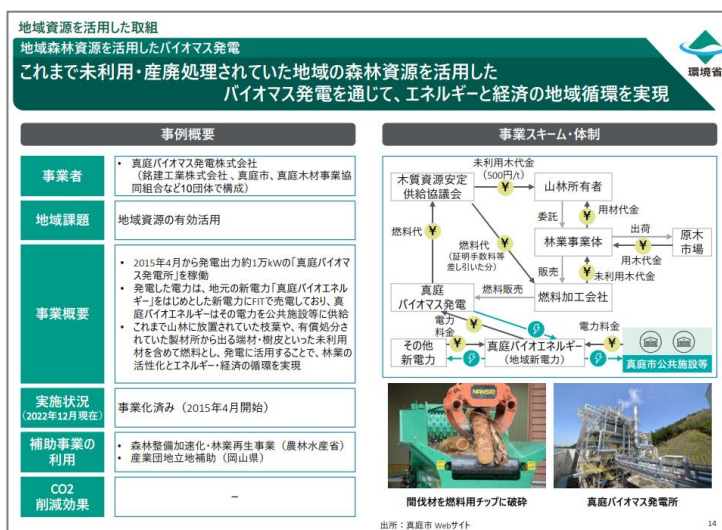 地域資源を活用した取組
地域森林資源を活用したバイオマス発電
これまで未利用・産廃処理されていた地域の森林資源を活用した
バイオマス発電を通じて、エネルギーと経済の地域循環を実現
環境省
事例概要
事業者
• 真庭バイオマス発電株式会社
（銘建工業株式会社、真庭市、真庭木材事業協
同組合など10団体で構成）
地域課題
地域資源の有効活用
事業概要
• 2015年4月から発電出力約1万kWの「真庭バイオマ
ス発電所」を稼働
• 発電した電力は、地元の新電力「真庭バイオエネル
ギー」をはじめとした新電力にFITで売電しており、真
庭バイオエネルギーはその電力を公共施設等に供給
• これまで山林に放置されていた枝葉や、有償処分さ
れていた製材所から出る端材・樹皮といった未利用
材を含めて燃料とし、発電に活用することで、林業の
活性化とエネルギー・経済の循環を実現
実施状況
(2022年12月現在)
事業化済み（2015年4月開始）
補助事業の
利用
• 森林整備加速化・林業再生事業（農林水産省）
• 産業団地立地補助（岡山県）
CO2
削減効果
–
事業スキーム・体制
木質資源安定
供給協議会
未利用木代金
（500円/t）
¥
山林所有者
委託
¥
用材代金
林業事業体
出荷
¥
用木代金
原木
市場
燃料代
¥
燃料代
（証明手数料等
差し引いた分）
¥
販売
¥
未利用木代金
真庭
バイオマス発電
燃料販売
燃料加工会社
電力
料金
¥
¥
電力料金
¥
その他
新電力
真庭バイオエネルギー
（地域新電力）
真庭市公共施設等
NANSEI
間伐材を燃料用チップに破砕
真庭バイオマス発電所
出所：真庭市 Webサイト
14